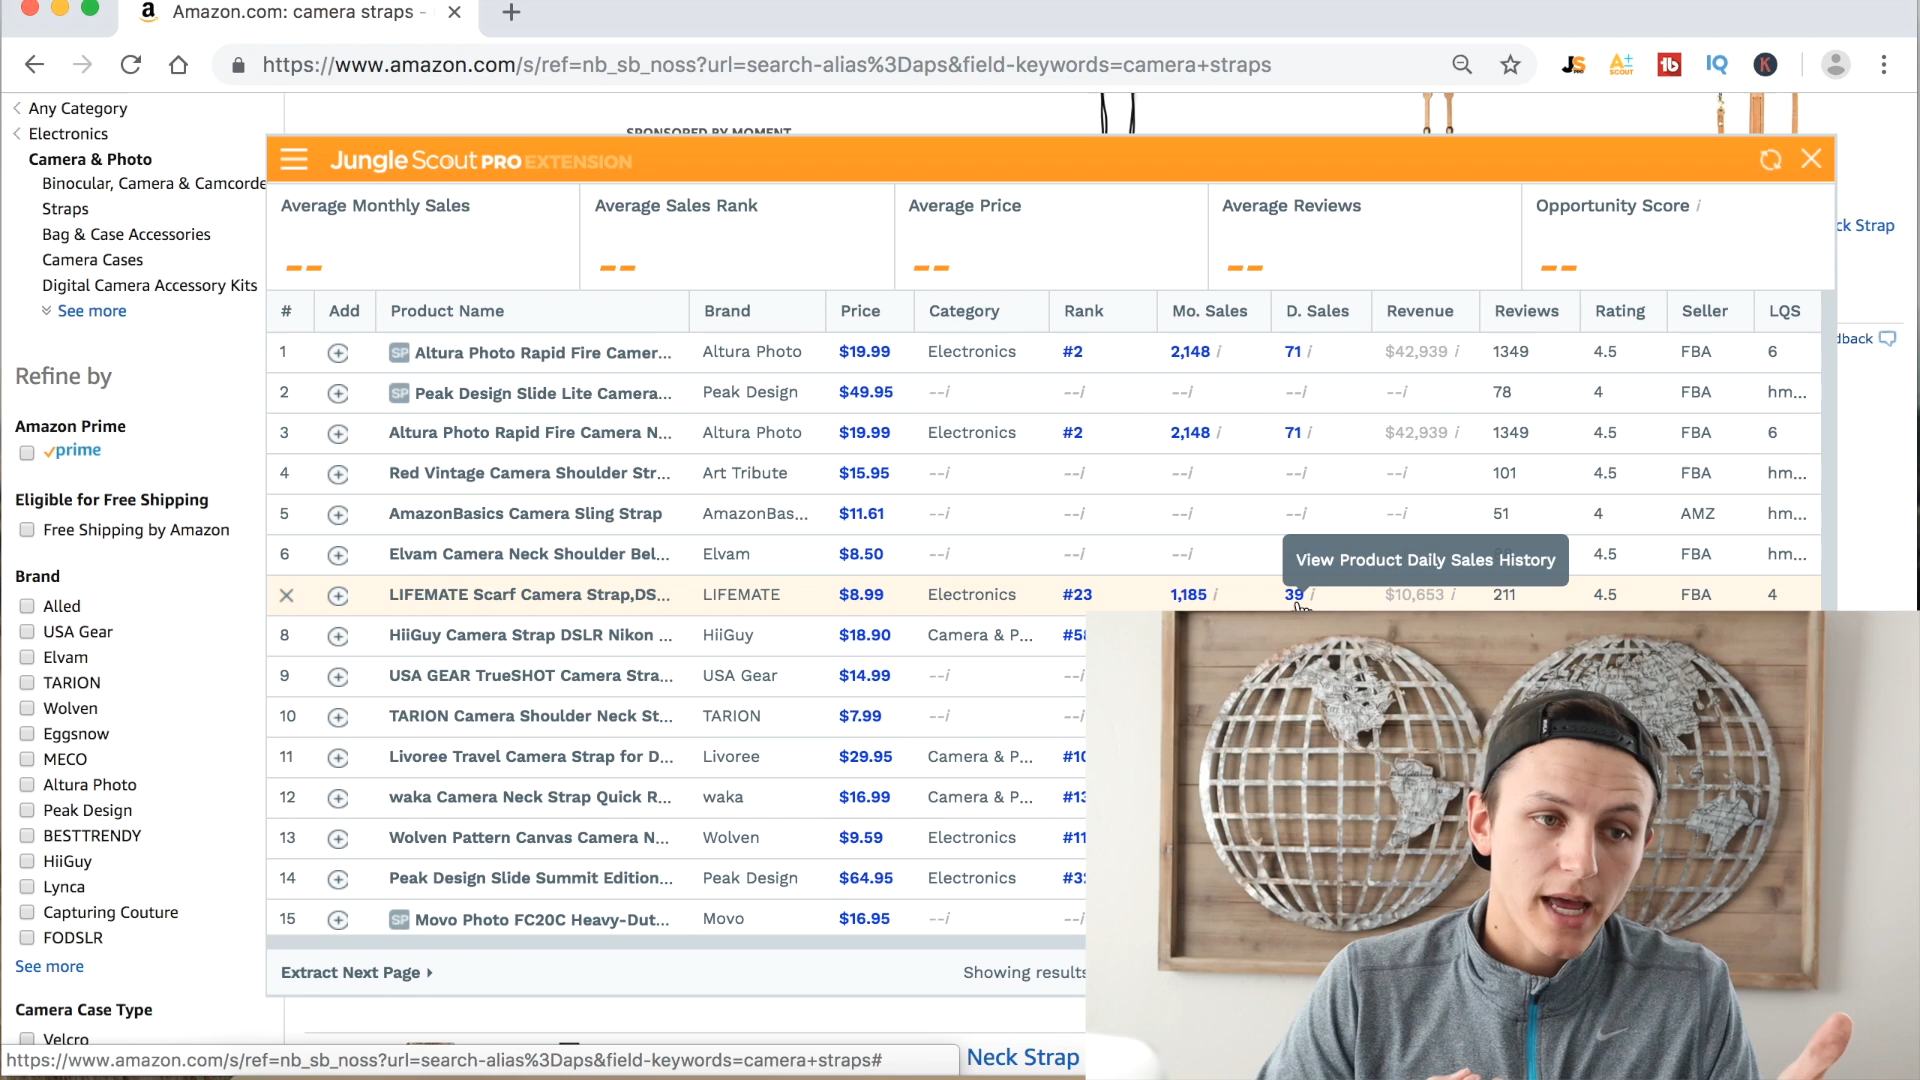 Amazon.com: camera straps -
https://www.amazon.com/s/ref=nb_sb_noss?url=search-alias%3Daps&field-keywords=camera+straps
Any Category
Electronics
Camera & Photo
Binocular, Camera & Camcorde
Straps
Bag & Case Accessories
Camera Cases
Digital Camera Accessory Kits
See more
Refine by
Amazon Prime
prime
Eligible for Free Shipping
Free Shipping by Amazon
Brand
Alled
USA Gear
Elvam
TARION
Wolven
Eggsnow
MECO
Altura Photo
Peak Design
BESTTRENDY
HiiGuy
Lynca
Capturing Couture
FODSLR
See more
Camera Case Type
Velcro
https://www.amazon.com/s/ref=nb_sb_noss?url=search-alias%3Daps&field-keywords=camera+straps#
SPONSORED BY MOMENT
Jungle Scout PRO EXTENSION
Average Monthly Sales Average Sales Rank Average Price Average Reviews Opportunity Score i
-- -- -- -- --
# Add Product Name Brand Price Category Rank Mo. Sales D. Sales Revenue Reviews Rating Seller LQS
1 SP Altura Photo Rapid Fire Camer... Altura Photo $19.99 Electronics #2 2,148 i 71 i $42,939 i 1349 4.5 FBA 6
2 SP Peak Design Slide Lite Camera... Peak Design $49.95 --i --i --i --i --i 78 4 FBA hm...
3 Altura Photo Rapid Fire Camera N... Altura Photo $19.99 Electronics #2 2,148 i 71 i $42,939 i 1349 4.5 FBA 6
4 Red Vintage Camera Shoulder Str... Art Tribute $15.95 --i --i --i --i --i 101 4.5 FBA hm...
5 AmazonBasics Camera Sling Strap AmazonBas... $11.61 --i --i --i --i --i 51 4 AMZ hm...
6 Elvam Camera Neck Shoulder Bel... Elvam $8.50 --i --i --i 4.5 FBA hm...
View Product Daily Sales History
LIFEMATE Scarf Camera Strap,DS... LIFEMATE $8.99 Electronics #23 1,185 i 39 i $10,653 i 211 4.5 FBA 4
8 HiiGuy Camera Strap DSLR Nikon ... HiiGuy $18.90 Camera & P... #58
9 USA GEAR TrueSHOT Camera Stra... USA Gear $14.99 --i --i
10 TARION Camera Shoulder Neck St... TARION $7.99 --i --i
11 Livoree Travel Camera Strap for D... Livoree $29.95 Camera & P... #10
12 waka Camera Neck Strap Quick R... waka $16.99 Camera & P... #13
13 Wolven Pattern Canvas Camera N... Wolven $9.59 Electronics #11
14 Peak Design Slide Summit Edition... Peak Design $64.95 Electronics #32
15 SP Movo Photo FC20C Heavy-Dut... Movo $16.95 --i --i
Extract Next Page
Showing results
Neck Strap
ck Strap
dback